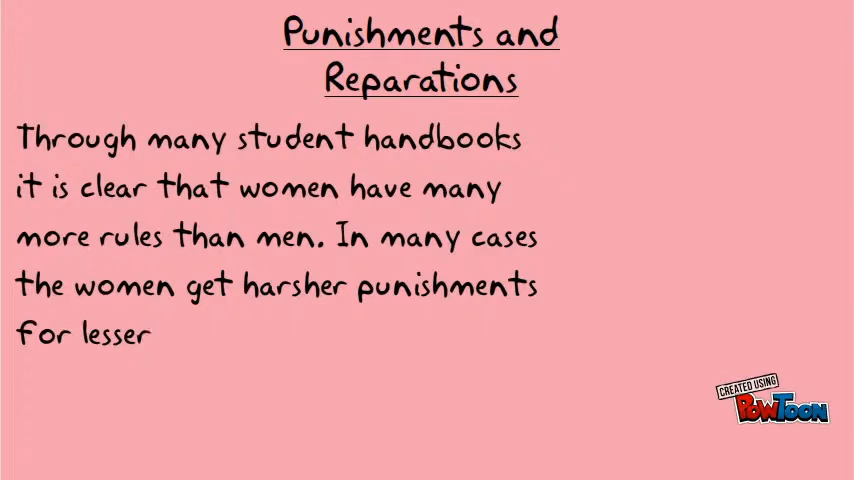 Punishments and
Reparations
Through many student handbooks
it is clear that women have many
more rules than men. In many cases
the women get harsher punishments
for lesser
CREATED USING
POWTOON